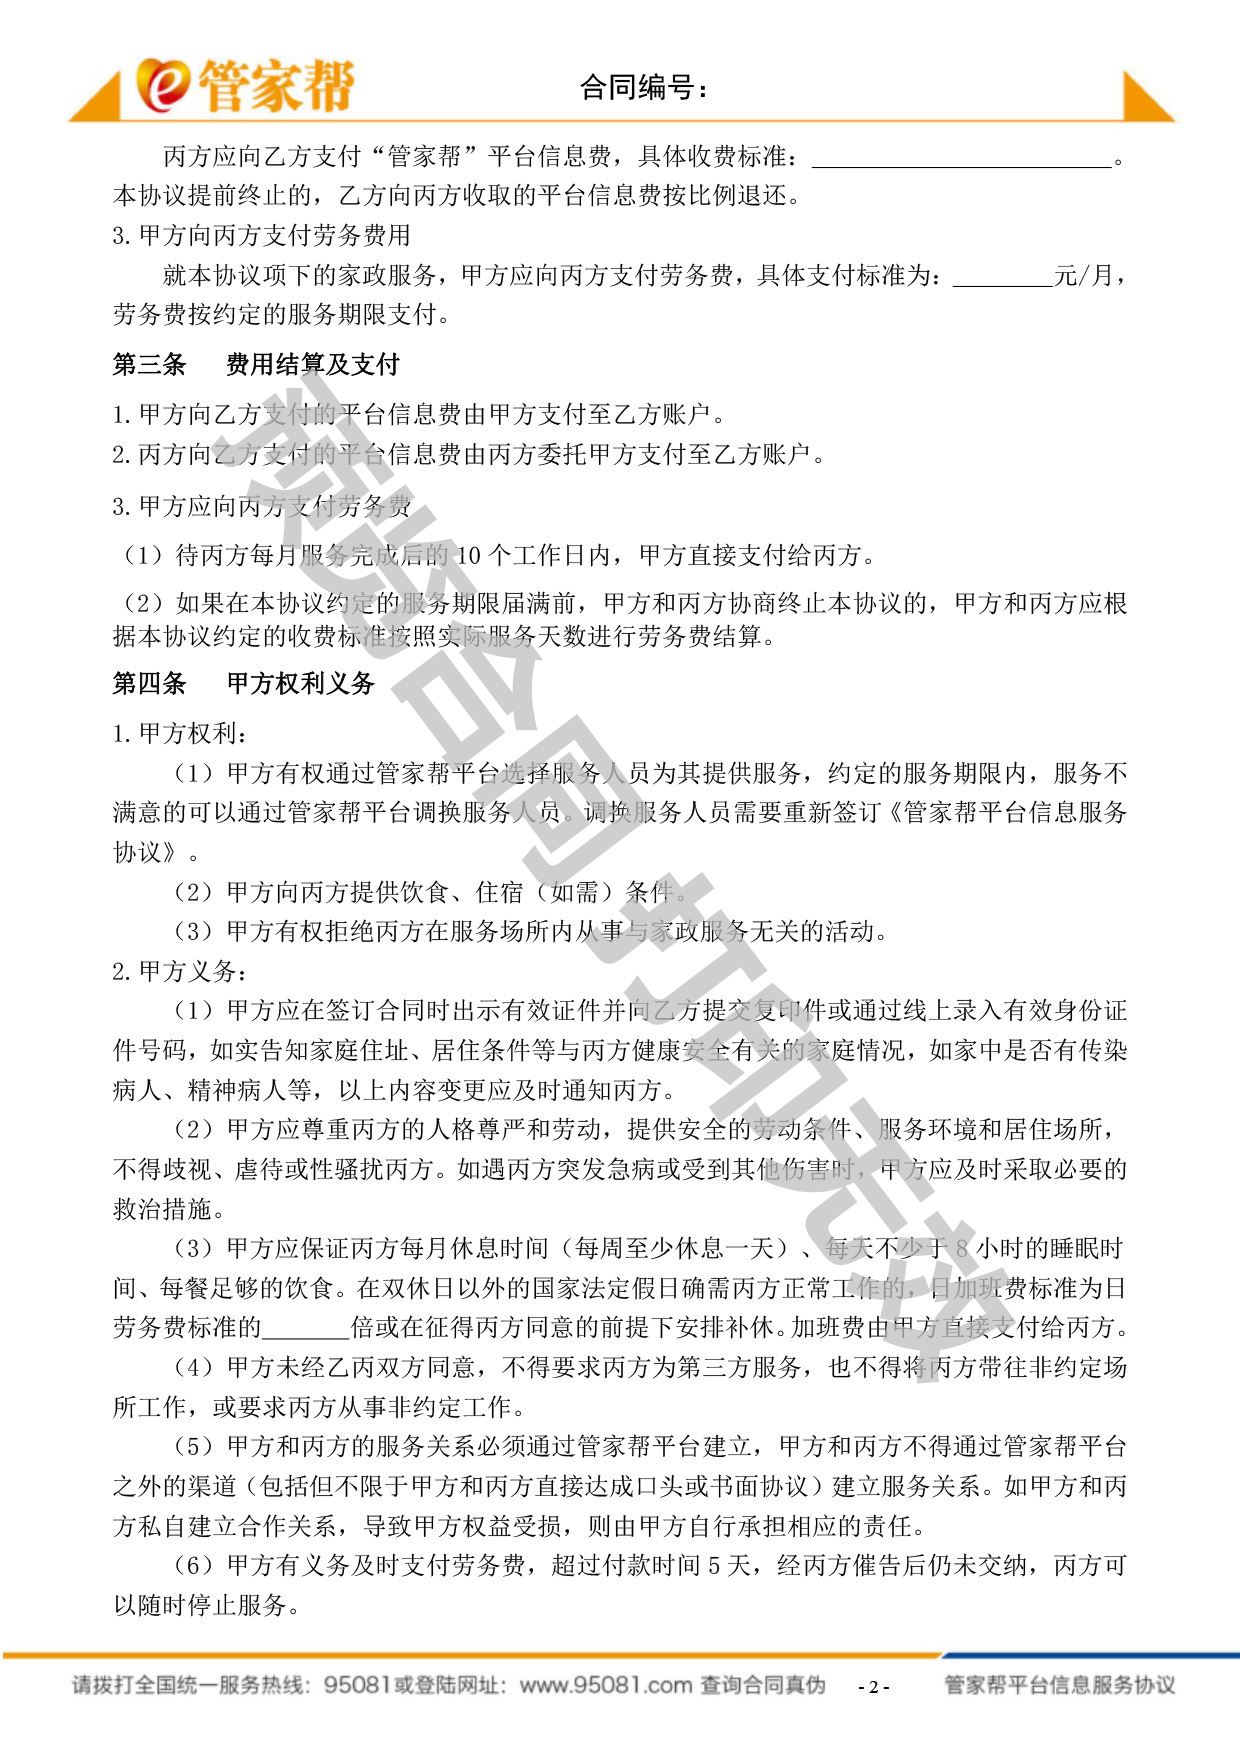 管家帮
合同编号：
丙方应向乙方支付“管家帮”平台信息费，具体收费标准：________________________。
本协议提前终止的，乙方向丙方收取的平台信息费按比例退还。
3.甲方向丙方支付劳务费用
就本协议项下的家政服务，甲方应向丙方支付劳务费，具体支付标准为：________元/月，
劳务费按约定的服务期限支付。
第三条 费用结算及支付
1.甲方向乙方支付的平台信息费由甲方支付至乙方账户。
2.丙方向乙方支付的平台信息费由丙方委托甲方支付至乙方账户。
3.甲方应向丙方支付劳务费
（1）待丙方每月服务完成后的 10 个工作日内，甲方直接支付给丙方。
（2）如果在本协议约定的服务期限届满前，甲方和丙方协商终止本协议的，甲方和丙方应根
据本协议约定的收费标准按照实际服务天数进行劳务费结算。
第四条 甲方权利义务
1.甲方权利：
（1）甲方有权通过管家帮平台选择服务人员为其提供服务，约定的服务期限内，服务不
满意的可以通过管家帮平台调换服务人员。调换服务人员需要重新签订《管家帮平台信息服务
协议》。
（2）甲方向丙方提供饮食、住宿（如需）条件。
（3）甲方有权拒绝丙方在服务场所内从事与家政服务无关的活动。
2.甲方义务：
（1）甲方应在签订合同时出示有效证件并向乙方提交复印件或通过线上录入有效身份证
件号码，如实告知家庭住址、居住条件等与丙方健康安全有关的家庭情况，如家中是否有传染
病人、精神病人等，以上内容变更应及时通知丙方。
（2）甲方应尊重丙方的人格尊严和劳动，提供安全的劳动条件、服务环境和居住场所，
不得歧视、虐待或性骚扰丙方。如遇丙方突发急病或受到其他伤害时，甲方应及时采取必要的
救治措施。
（3）甲方应保证丙方每月休息时间（每周至少休息一天）、每天不少于 8 小时的睡眠时
间、每餐足够的饮食。在双休日以外的国家法定假日确需丙方正常工作的，日加班费标准为日
劳务费标准的_______倍或在征得丙方同意的前提下安排补休。加班费由甲方直接支付给丙方。
（4）甲方未经乙丙双方同意，不得要求丙方为第三方服务，也不得将丙方带往非约定场
所工作，或要求丙方从事非约定工作。
（5）甲方和丙方的服务关系必须通过管家帮平台建立，甲方和丙方不得通过管家帮平台
之外的渠道（包括但不限于甲方和丙方直接达成口头或书面协议）建立服务关系。如甲方和丙
方私自建立合作关系，导致甲方权益受损，则由甲方自行承担相应的责任。
（6）甲方有义务及时支付劳务费，超过付款时间 5 天，经丙方催告后仍未交纳，丙方可
以随时停止服务。
预览合同 打印无效
请拨打全国统一服务热线：95081或登陆网址：www.95081.com 查询合同真伪 - 2 - 管家帮平台信息服务协议